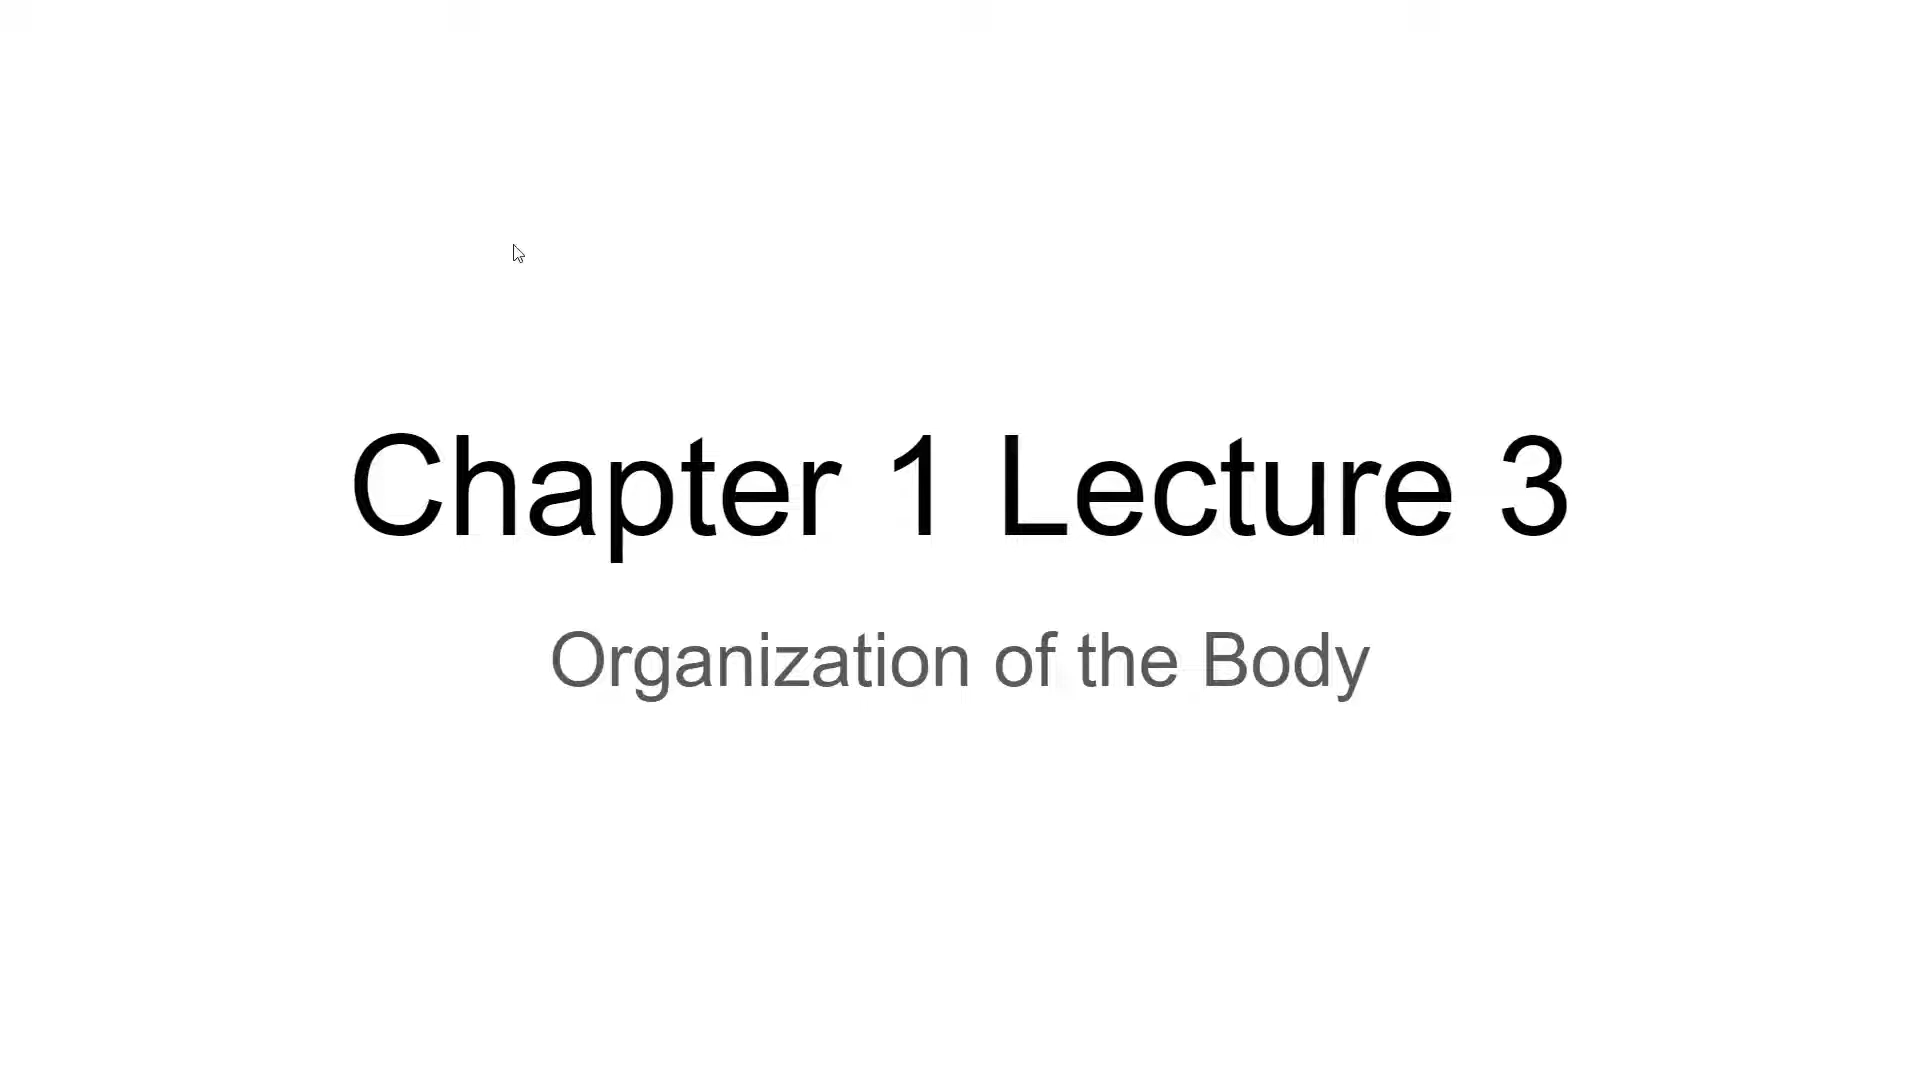 Chapter 1 Lecture 3
Organization of the Body